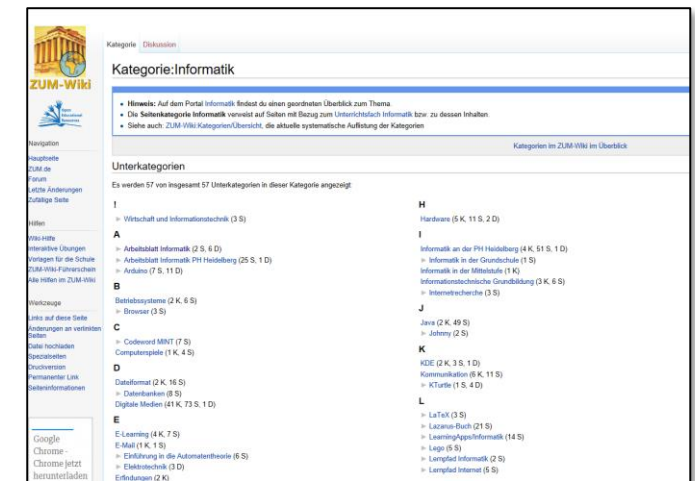 ZUM-Wiki
Open
Educational
Resources
Navigation
Hauptseite
ZUM.de
Forum
Letzte Änderungen
Zufällige Seite
Hilfen
Wiki-Hilfe
Interaktive Übungen
Vorlagen für die Schule
ZUM-Wiki-Führerschein
Alle Hilfen im ZUM-Wiki
Werkzeuge
Links auf diese Seite
Änderungen an verlinkten
Seiten
Datei hochladen
Spezialseiten
Druckversion
Permanenter Link
Seiteninformationen
Google
Chrome -
Chrome jetzt
herunterladen
Kategorie Diskussion
Kategorie:Informatik
• Hinweis: Auf dem Portal Informatik findest du einen geordneten Überblick zum Thema
• Die Seitenkategorie Informatik verweist auf Seiten mit Bezug zum Unterrichtsfach Informatik bzw. zu dessen Inhalten.
• Siehe auch: ZUM-Wiki:Kategorien/Übersicht, die aktuelle systematische Auflistung der Kategorien
Kategorien im ZUM-Wiki im Überblick
Unterkategorien
Es werden 57 von insgesamt 57 Unterkategorien in dieser Kategorie angezeigt
!
Wirtschaft und Informationstechnik (3 S)
A
Arbeitsblatt Informatik (2 S, 6 D)
Arbeitsblatt Informatik PH Heidelberg (25 S, 1 D)
Arduino (7 S, 11 D)
B
Betriebssysteme (2 K, 6 S)
Browser (3 S)
C
Codeword MINT (7 S)
Computerspiele (1 K, 4 S)
D
Dateiformat (2 K, 16 S)
Datenbanken (8 S)
Digitale Medien (41 K, 73 S, 1 D)
E
E-Learning (4 K, 7 S)
E-Mail (1 K, 1 S)
Einführung in die Automatentheorie (6 S)
Elektrotechnik (3 D)
Erfindungen (2 K)
H
Hardware (5 K, 11 S, 2 D)
I
Informatik an der PH Heidelberg (4 K, 51 S, 1 D)
Informatik in der Grundschule (1 S)
Informatik in der Mittelstufe (1 K)
Informationstechnische Grundbildung (3 K, 6 S)
Internetrecherche (3 S)
J
Java (2 K, 49 S)
Johnny (2 S)
K
KDE (2 K, 3 S, 1 D)
Kommunikation (6 K, 11 S)
KTurtle (1 S, 4 D)
L
LaTeX (3 S)
Lazarus-Buch (21 S)
LearningApps/Informatik (14 S)
Lego (5 S)
Lernpfad Informatik (2 S)
Lernpfad Internet (5 S)